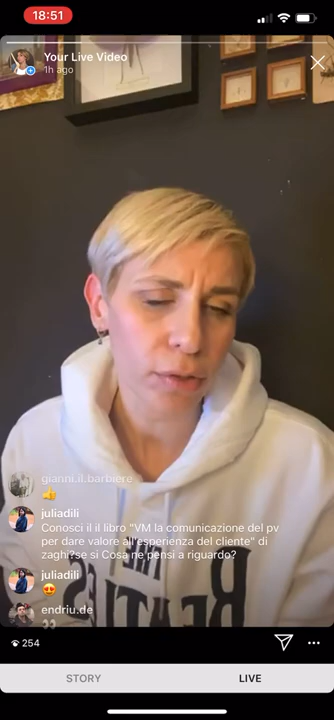 18:51
Your Live Video
1h ago
gianni.il.barbiere
👍
juliadili
Conosci il il libro "VM la comunicazione del pv
per dare valore all'esperienza del cliente" di
zaghi?se si Cosa ne pensi a riguardo?
juliadili
😍
endriu.de
👀
254
STORY
LIVE